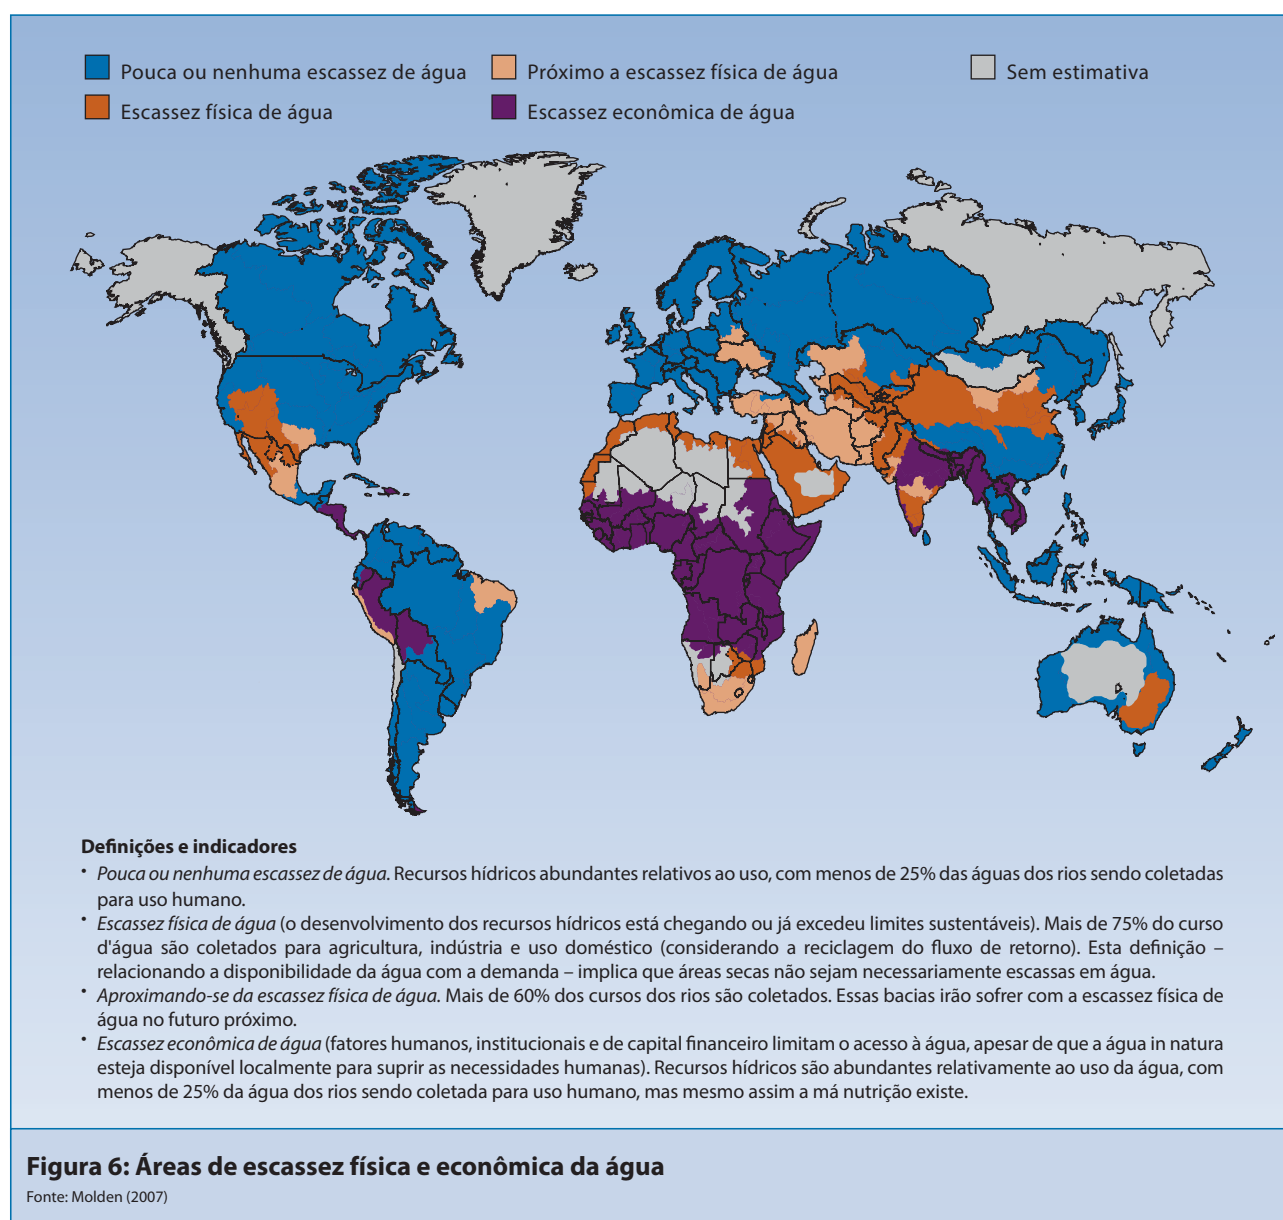 Pouca ou nenhuma escassez de água
Próximo a escassez física de água
Sem estimativa
Escassez física de água
Escassez econômica de água
Definições e indicadores
• Pouca ou nenhuma escassez de água. Recursos hídricos abundantes relativos ao uso, com menos de 25% das águas dos rios sendo coletadas
para uso humano.
• Escassez física de água (o desenvolvimento dos recursos hídricos está chegando ou já excedeu limites sustentáveis). Mais de 75% do curso
d'água são coletados para agricultura, indústria e uso doméstico (considerando a reciclagem do fluxo de retorno). Esta definição –
relacionando a disponibilidade da água com a demanda – implica que áreas secas não sejam necessariamente escassas em água.
• Aproximando-se da escassez física de água. Mais de 60% dos cursos dos rios são coletados. Essas bacias irão sofrer com a escassez física de
água no futuro próximo.
• Escassez econômica de água (fatores humanos, institucionais e de capital financeiro limitam o acesso à água, apesar de que a água in natura
esteja disponível localmente para suprir as necessidades humanas). Recursos hídricos são abundantes relativamente ao uso da água, com
menos de 25% da água dos rios sendo coletada para uso humano, mas mesmo assim a má nutrição existe.
Figura 6: Áreas de escassez física e econômica da água
Fonte: Molden (2007)